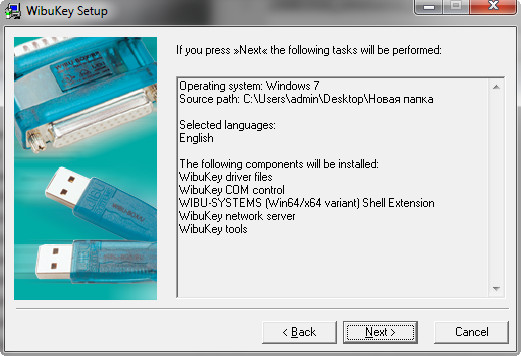 WibuKey Setup
If you press »Next« the following tasks will be performed:
Operating system: Windows 7
Source path: C:\Users\admin\Desktop\Новая папка
Selected languages:
English
The following components will be installed:
WibuKey driver files
WibuKey COM control
WIBU-SYSTEMS (Win64/x64 variant) Shell Extension
WibuKey network server
WibuKey tools
< Back
Next >
Cancel